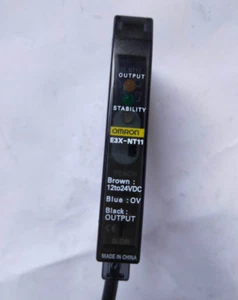 OUTPUT
STABILITY
OMRON
E3X-NT11
Brown:
12to24VDC
Blue:0V
Black:
OUTPUT
MADE IN CHINA